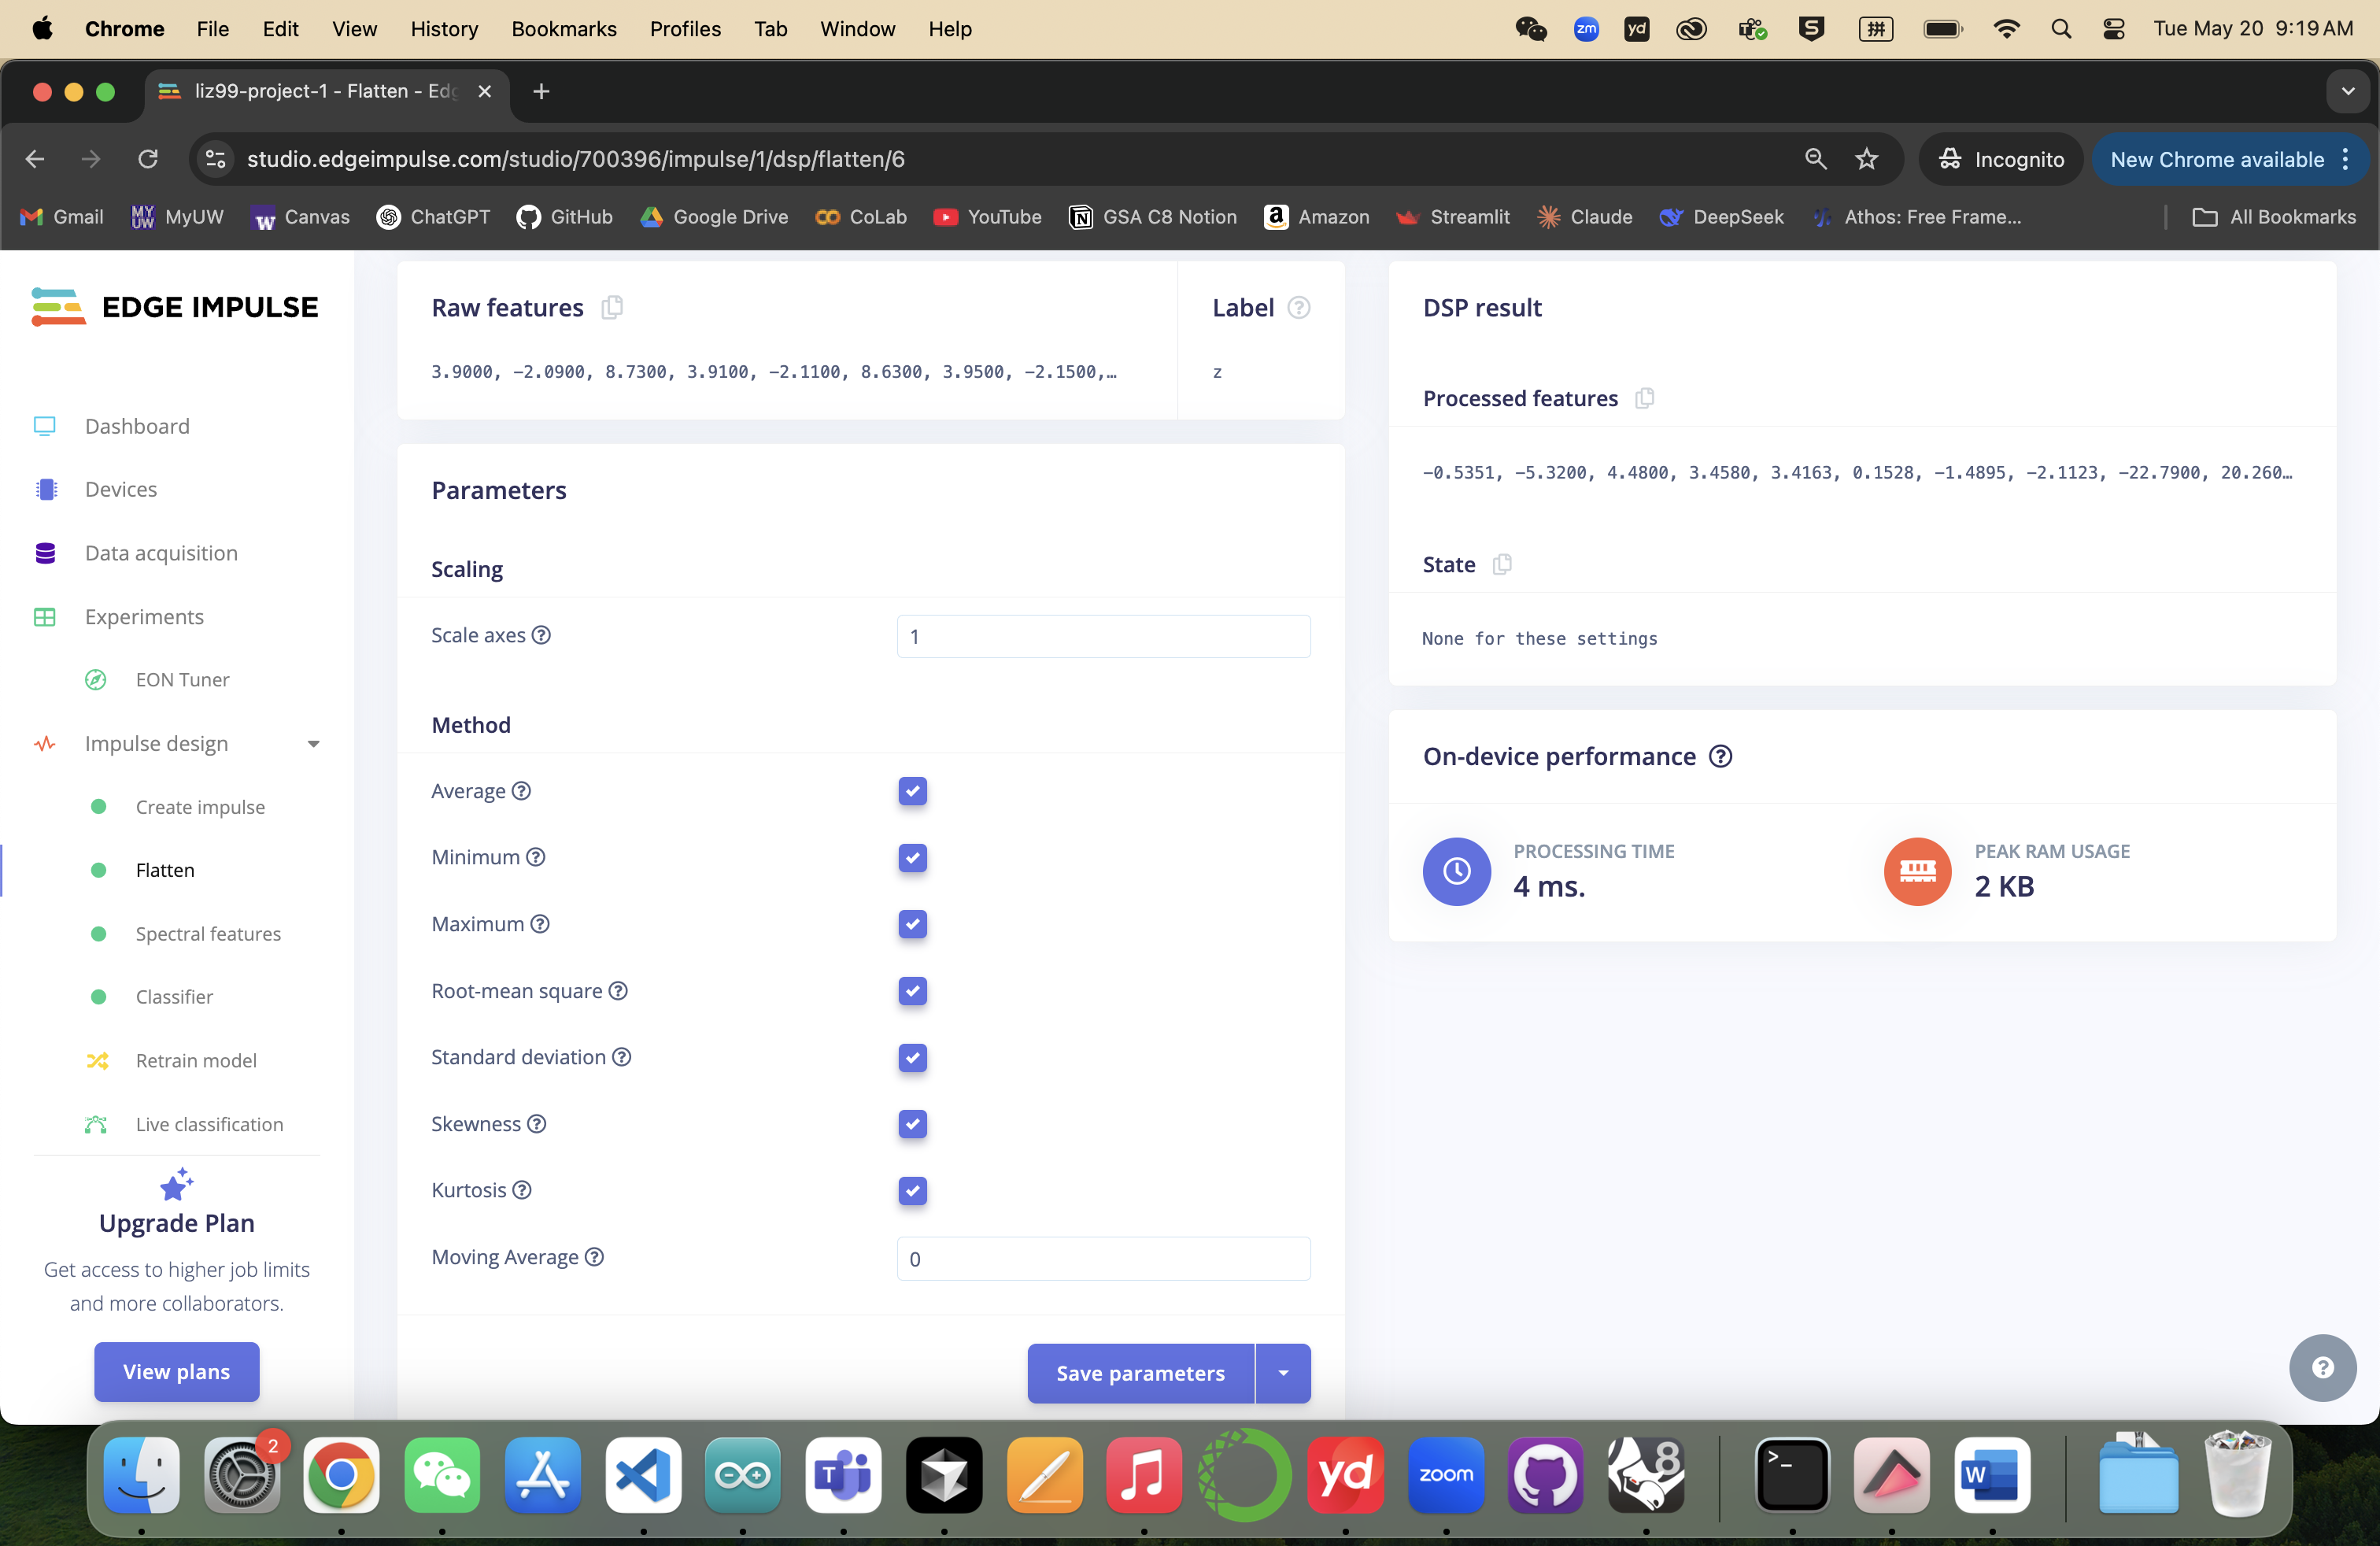 Chrome File Edit View History Bookmarks Profiles Tab Window Help zm yd S 拼 Tue May 20 9:19 AM
liz99-project-1 - Flatten - Edg
studio.edgeimpulse.com/studio/700396/impulse/1/dsp/flatten/6 Incognito New Chrome available
Gmail MY UW MyUW W Canvas ChatGPT GitHub Google Drive CoLab YouTube GSA C8 Notion a Amazon Streamlit Claude DeepSeek Athos: Free Frame... All Bookmarks
EDGE IMPULSE
Dashboard
Devices
Data acquisition
Experiments
EON Tuner
Impulse design
Create impulse
Flatten
Spectral features
Classifier
Retrain model
Live classification
Upgrade Plan
Get access to higher job limits
and more collaborators.
View plans
Raw features
3.9000, -2.0900, 8.7300, 3.9100, -2.1100, 8.6300, 3.9500, -2.1500,…
Label
z
Parameters
Scaling
Scale axes 1
Method
Average
Minimum
Maximum
Root-mean square
Standard deviation
Skewness
Kurtosis
Moving Average 0
Save parameters
DSP result
Processed features
-0.5351, -5.3200, 4.4800, 3.4580, 3.4163, 0.1528, -1.4895, -2.1123, -22.7900, 20.260…
State
None for these settings
On-device performance
PROCESSING TIME
4 ms.
PEAK RAM USAGE
2 KB
2 T yd zoom 8 >_ W